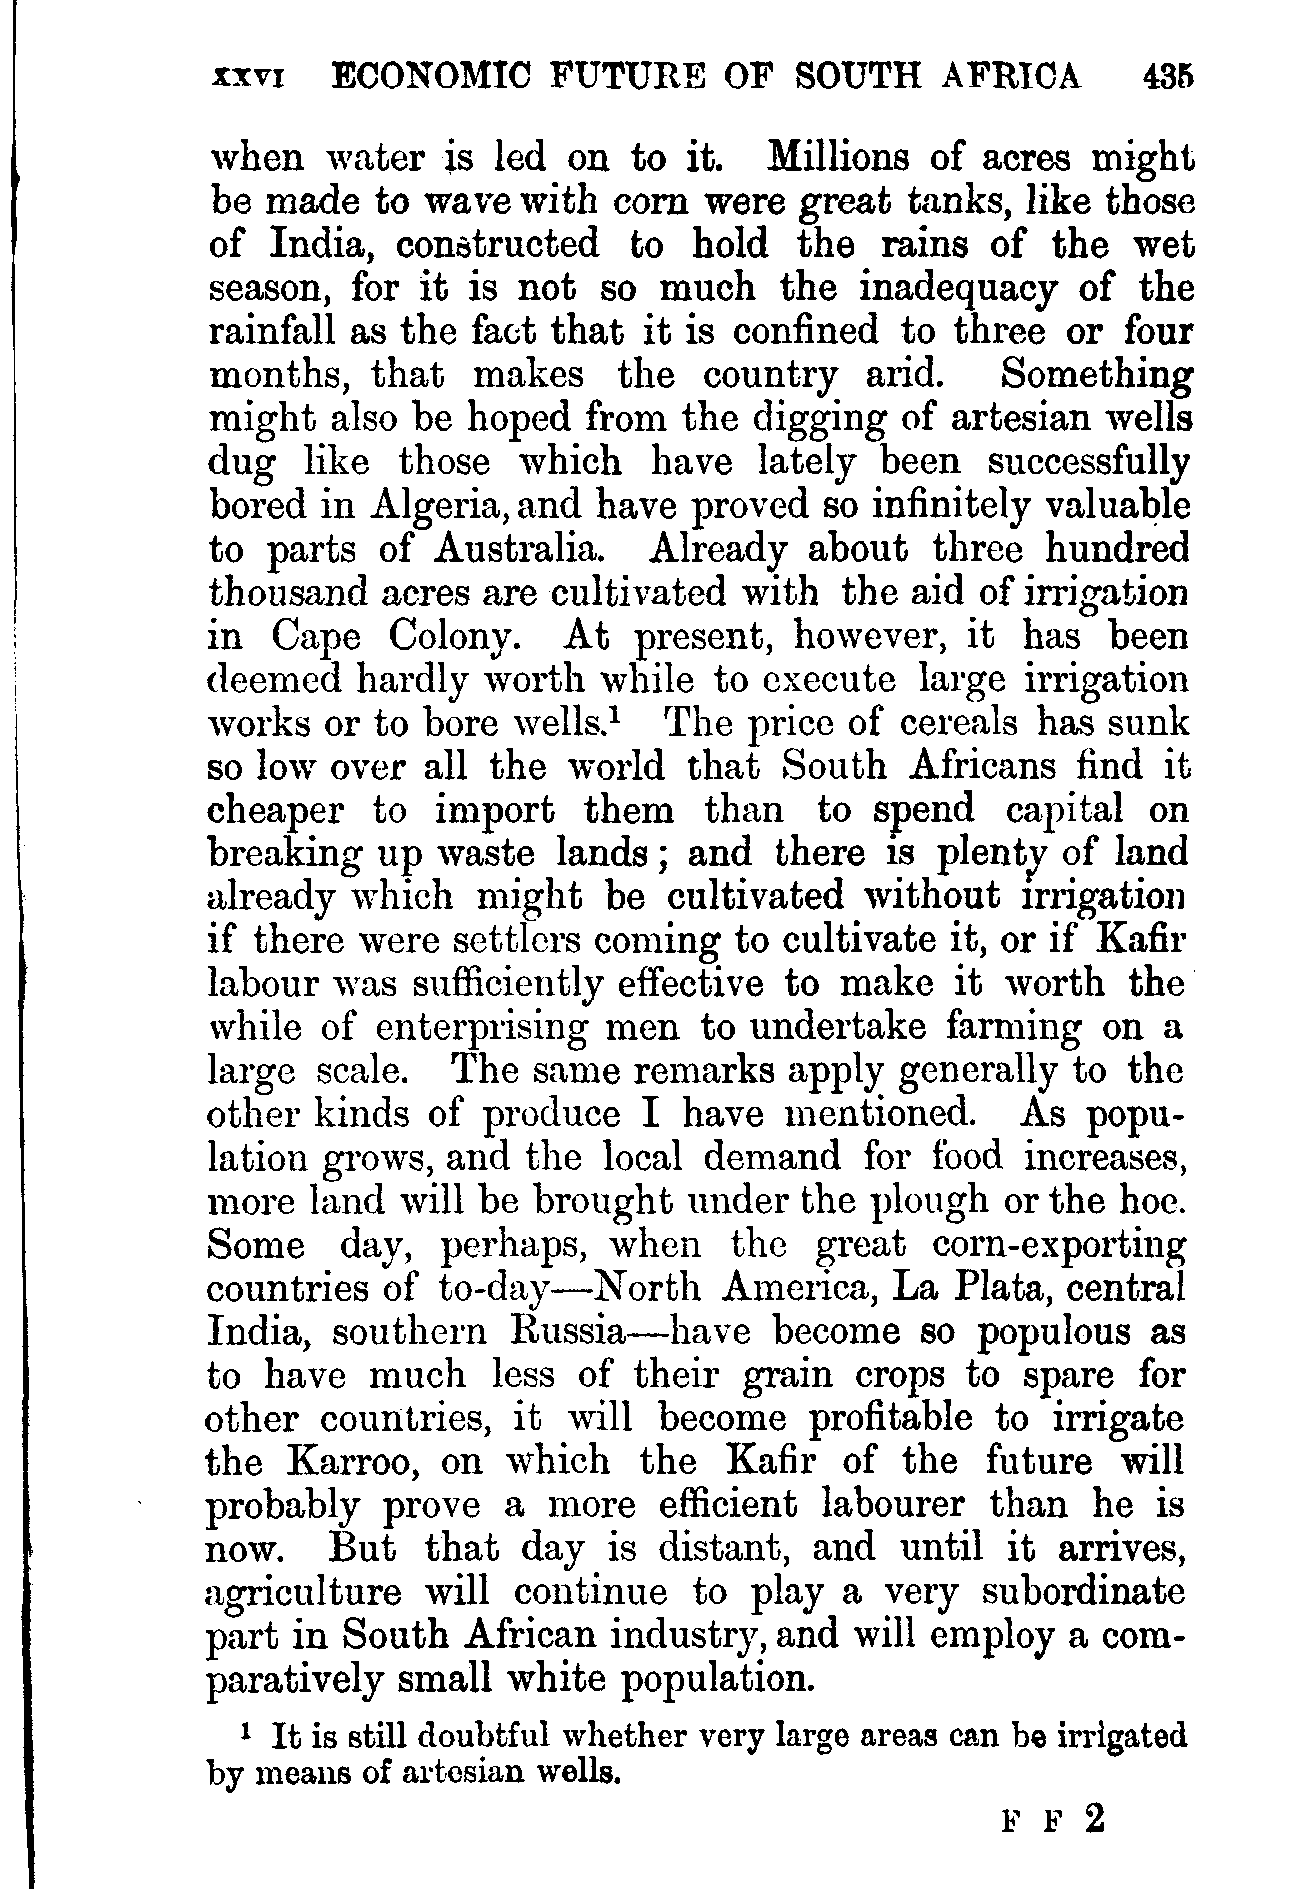 xxvi ECONOMIC FUTURE OF SOUTH AFRICA 435
when water is led on to it. Millions of acres might
be made to wave with corn were great tanks, like those
of India, constructed to hold the rains of the wet
season, for it is not so much the inadequacy of the
rainfall as the fact that it is confined to three or four
months, that makes the country arid. Something
might also be hoped from the digging of artesian wells
dug like those which have lately been successfully
bored in Algeria, and have proved so infinitely valuable
to parts of Australia. Already about three hundred
thousand acres are cultivated with the aid of irrigation
in Cape Colony. At present, however, it has been
deemed hardly worth while to execute large irrigation
works or to bore wells.¹ The price of cereals has sunk
so low over all the world that South Africans find it
cheaper to import them than to spend capital on
breaking up waste lands; and there is plenty of land
already which might be cultivated without irrigation
if there were settlers coming to cultivate it, or if Kafir
labour was sufficiently effective to make it worth the
while of enterprising men to undertake farming on a
large scale. The same remarks apply generally to the
other kinds of produce I have mentioned. As popu-
lation grows, and the local demand for food increases,
more land will be brought under the plough or the hoe.
Some day, perhaps, when the great corn-exporting
countries of to-day—North America, La Plata, central
India, southern Russia—have become so populous as
to have much less of their grain crops to spare for
other countries, it will become profitable to irrigate
the Karroo, on which the Kafir of the future will
probably prove a more efficient labourer than he is
now. But that day is distant, and until it arrives,
agriculture will continue to play a very subordinate
part in South African industry, and will employ a com-
paratively small white population.
¹ It is still doubtful whether very large areas can be irrigated
by means of artesian wells.
F F 2